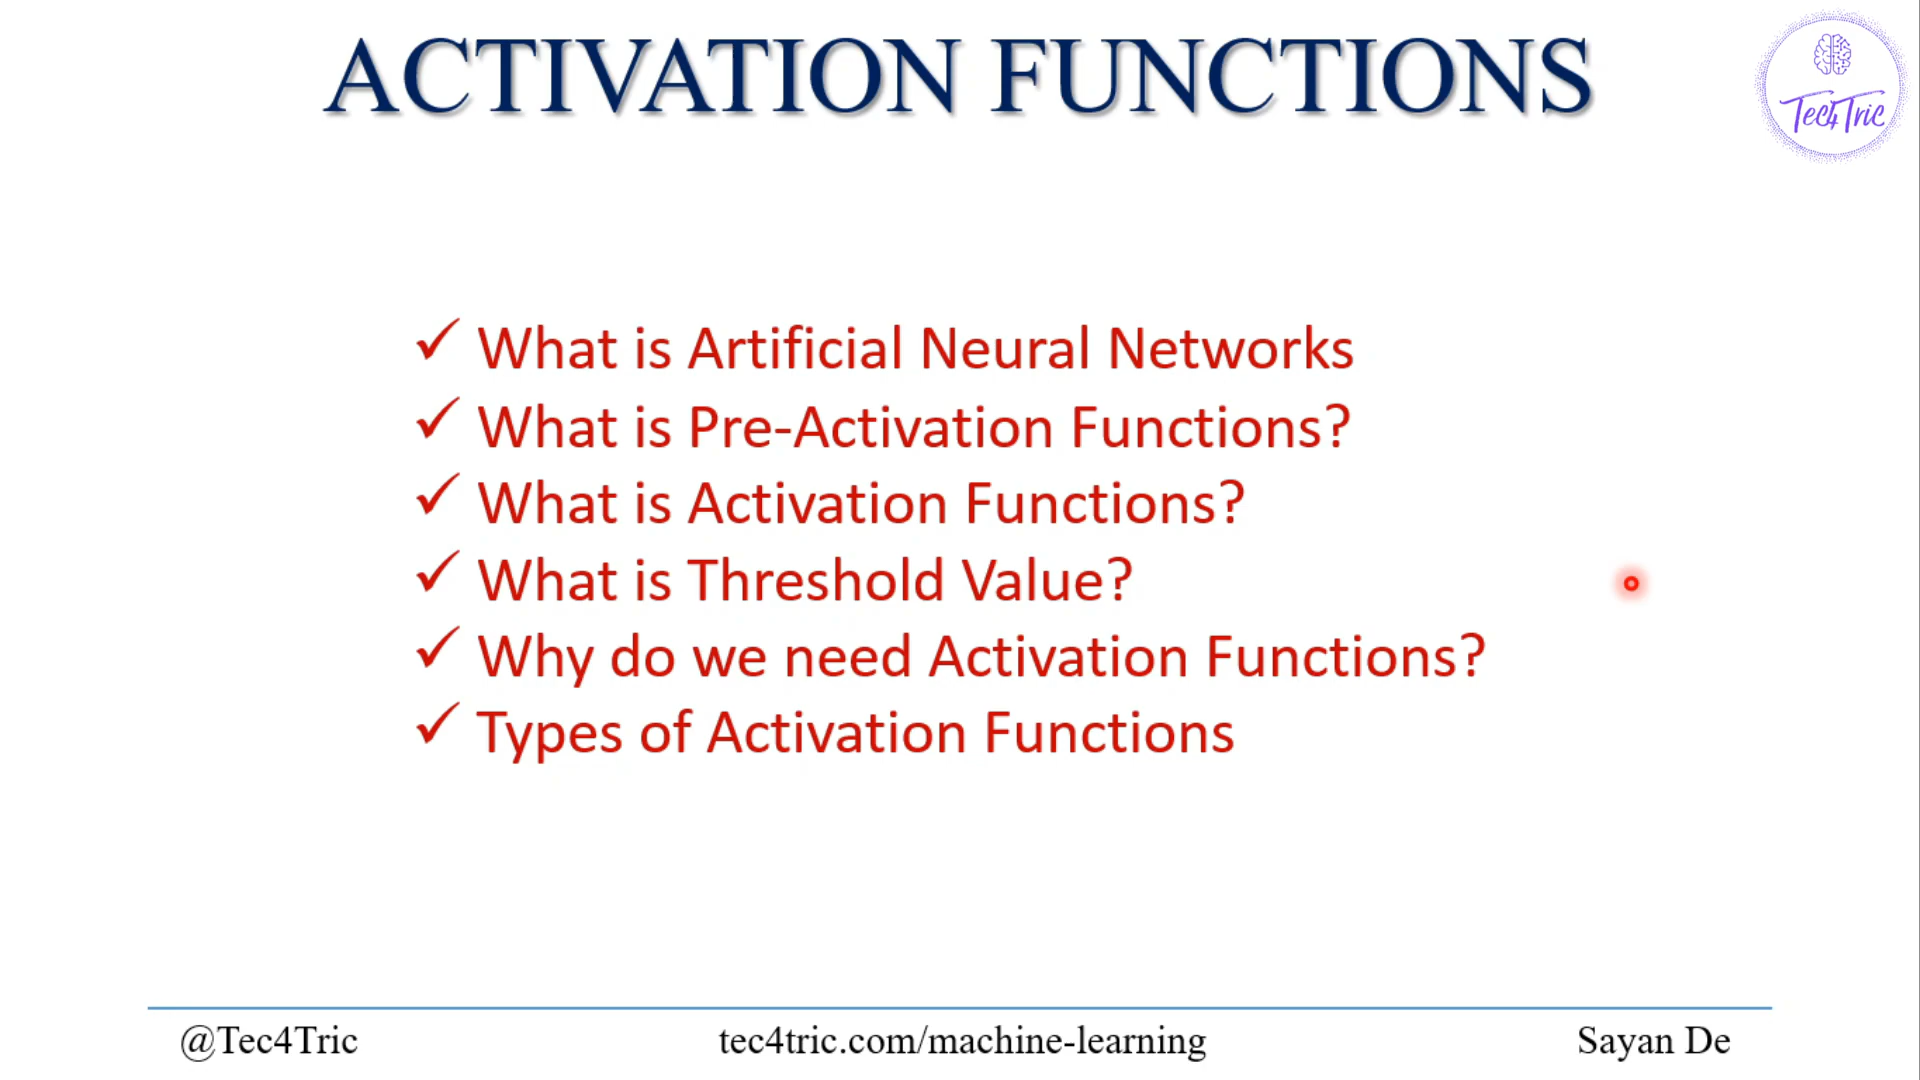 ACTIVATION FUNCTIONS
Tec4Tric
✓ What is Artificial Neural Networks
✓ What is Pre-Activation Functions?
✓ What is Activation Functions?
✓ What is Threshold Value?
✓ Why do we need Activation Functions?
✓ Types of Activation Functions
@Tec4Tric
tec4tric.com/machine-learning
Sayan De